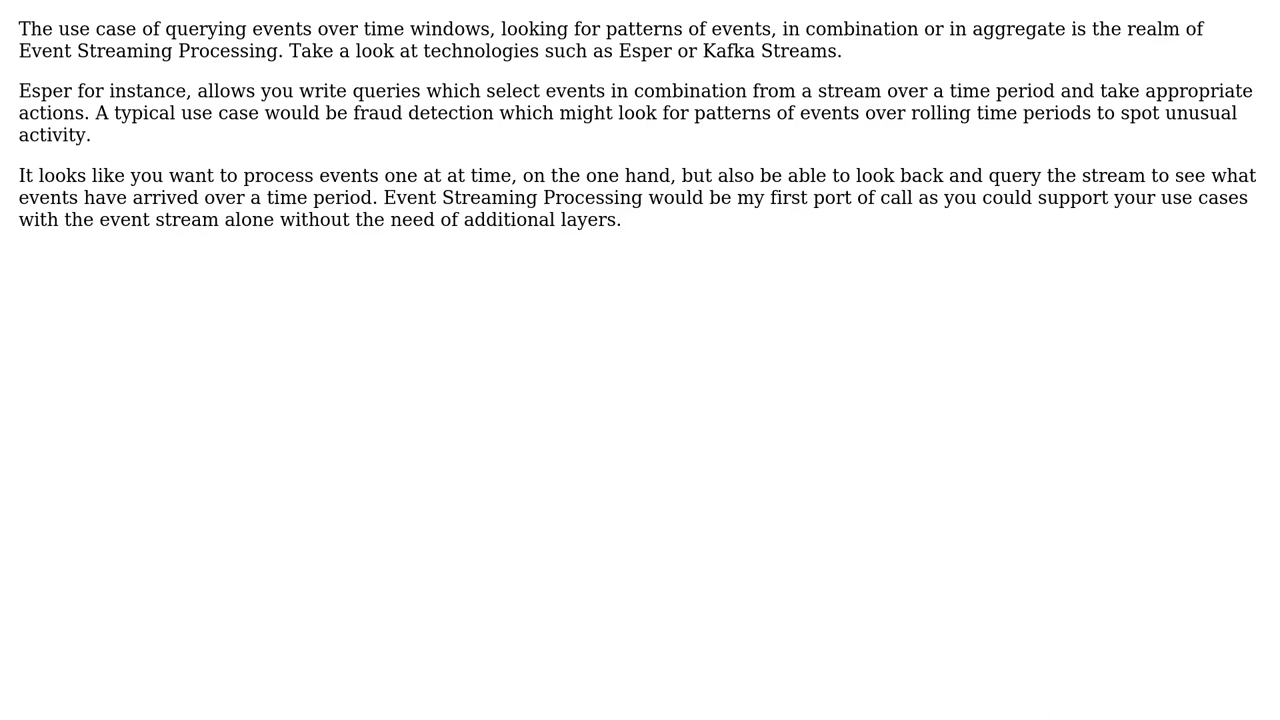 The use case of querying events over time windows, looking for patterns of events, in combination or in aggregate is the realm of
Event Streaming Processing. Take a look at technologies such as Esper or Kafka Streams.
Esper for instance, allows you write queries which select events in combination from a stream over a time period and take appropriate
actions. A typical use case would be fraud detection which might look for patterns of events over rolling time periods to spot unusual
activity.
It looks like you want to process events one at at time, on the one hand, but also be able to look back and query the stream to see what
events have arrived over a time period. Event Streaming Processing would be my first port of call as you could support your use cases
with the event stream alone without the need of additional layers.